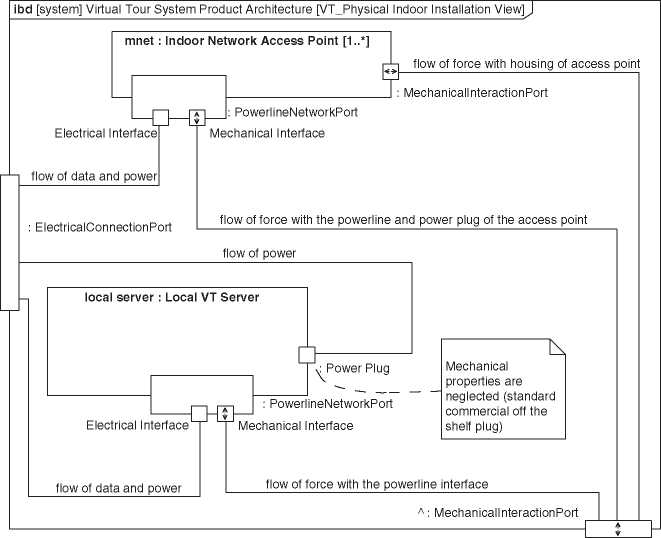 ibd [system] Virtual Tour System Product Architecture [VT_Physical Indoor Installation View]
mnet : Indoor Network Access Point [1..*]
flow of force with housing of access point
: MechanicalInteractionPort
: PowerlineNetworkPort
Electrical Interface
Mechanical Interface
flow of data and power
flow of force with the powerline and power plug of the access point
: ElectricalConnectionPort
flow of power
local server : Local VT Server
: Power Plug
Mechanical
properties are
neglected (standard
commercial off the
shelf plug)
: PowerlineNetworkPort
Electrical Interface
Mechanical Interface
flow of data and power
flow of force with the powerline interface
^ : MechanicalInteractionPort